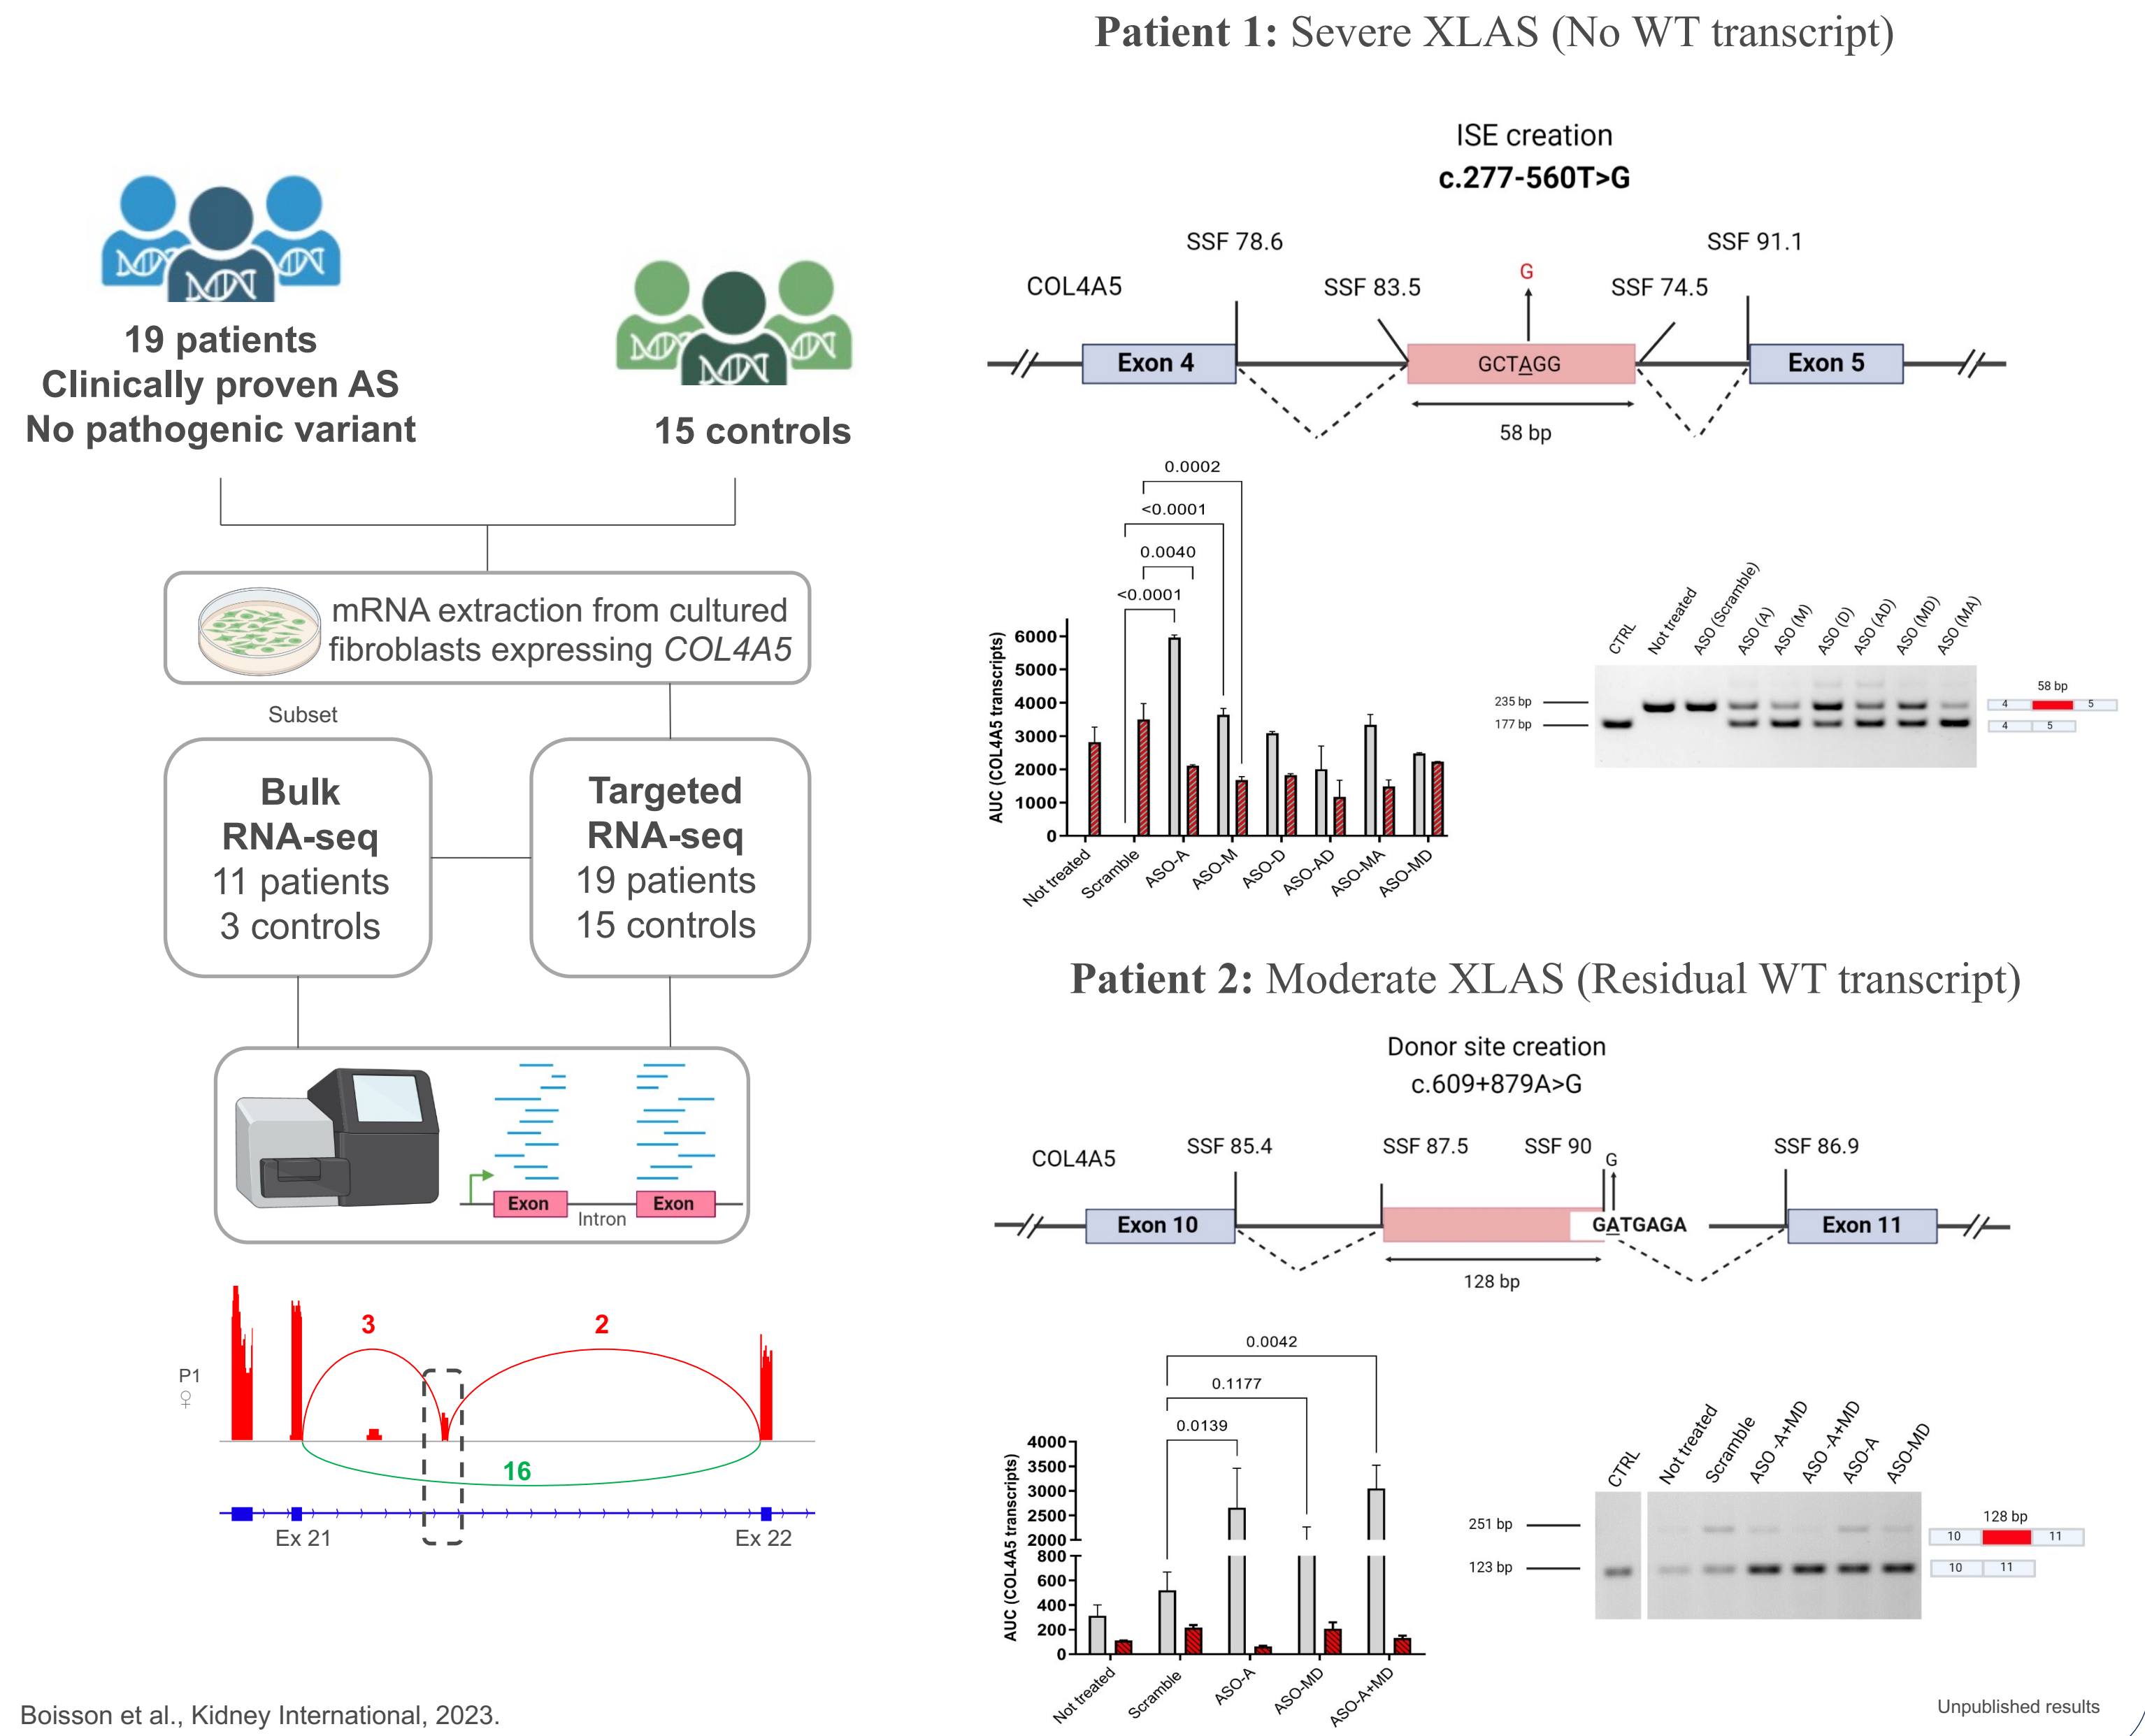 19 patients
Clinically proven AS
No pathogenic variant
15 controls
mRNA extraction from cultured
fibroblasts expressing COL4A5
Subset
Bulk
RNA-seq
11 patients
3 controls
Targeted
RNA-seq
19 patients
15 controls
Exon
Intron
Exon
P1
♀
3
2
16
Ex 21
Ex 22
Boisson et al., Kidney International, 2023.
Patient 1: Severe XLAS (No WT transcript)
ISE creation
c.277-560T>G
SSF 78.6
SSF 91.1
COL4A5
SSF 83.5
G
SSF 74.5
Exon 4
GCTAGG
Exon 5
58 bp
0.0002
<0.0001
0.0040
<0.0001
AUC (COL4A5 transcripts)
6000
5000
4000
3000
2000
1000
0
Not treated
Scramble
ASO-A
ASO-M
ASO-D
ASO-AD
ASO-MA
ASO-MD
CTRL
Not treated
ASO (Scramble)
ASO (A)
ASO (M)
ASO (D)
ASO (AD)
ASO (MD)
ASO (MA)
235 bp
177 bp
58 bp
4 5
4 5
Patient 2: Moderate XLAS (Residual WT transcript)
Donor site creation
c.609+879A>G
COL4A5
SSF 85.4
SSF 87.5
SSF 90
G
SSF 86.9
Exon 10
GATGAGA
Exon 11
128 bp
0.0042
0.1177
0.0139
AUC (COL4A5 transcripts)
4000
3500
3000
2500
2000
800
600
400
200
0
Not treated
Scramble
ASO-A
ASO-MD
ASO-A+MD
CTRL
Not treated
Scramble
ASO -A+MD
ASO -A+MD
ASO-A
ASO-MD
251 bp
123 bp
128 bp
10 11
10 11
Unpublished results